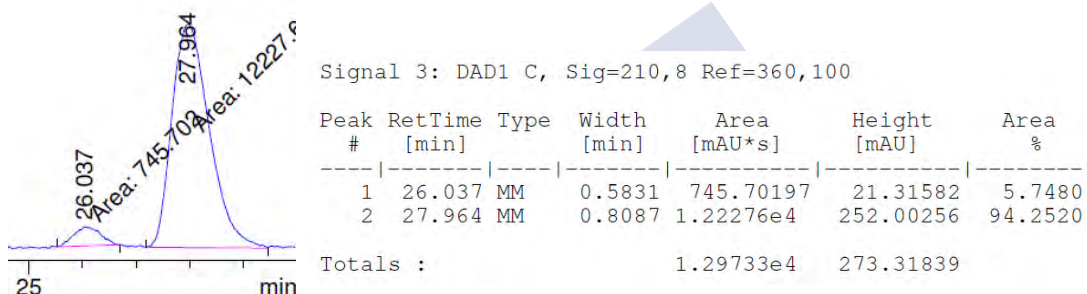 27.964
Area: 12227.6
26.037
Area: 745.702
25
min
Signal 3: DAD1 C, Sig=210,8 Ref=360,100
Peak RetTime Type  Width     Area      Height     Area
  #   [min]        [min]   [mAU*s]     [mAU]        %
----|-------|----|-------|----------|----------|--------|
   1  26.037 MM    0.5831  745.70197   21.31582   5.7480
   2  27.964 MM    0.8087 1.22276e4   252.00256  94.2520
Totals :                  1.29733e4   273.31839